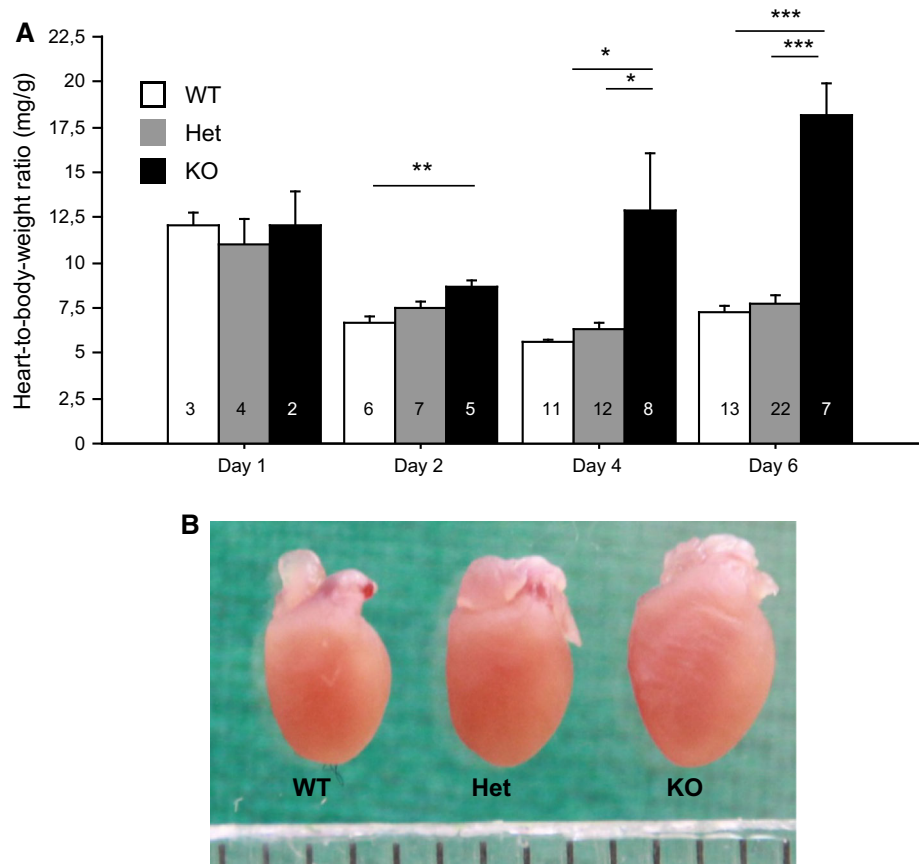 A
Heart-to-body-weight ratio (mg/g)
22,5
20
17,5
15
12,5
10
7,5
5
2,5
0
WT
Het
KO
**
*
*
***
***
3
4
2
6
7
5
11
12
8
13
22
7
Day 1
Day 2
Day 4
Day 6
B
WT
Het
KO